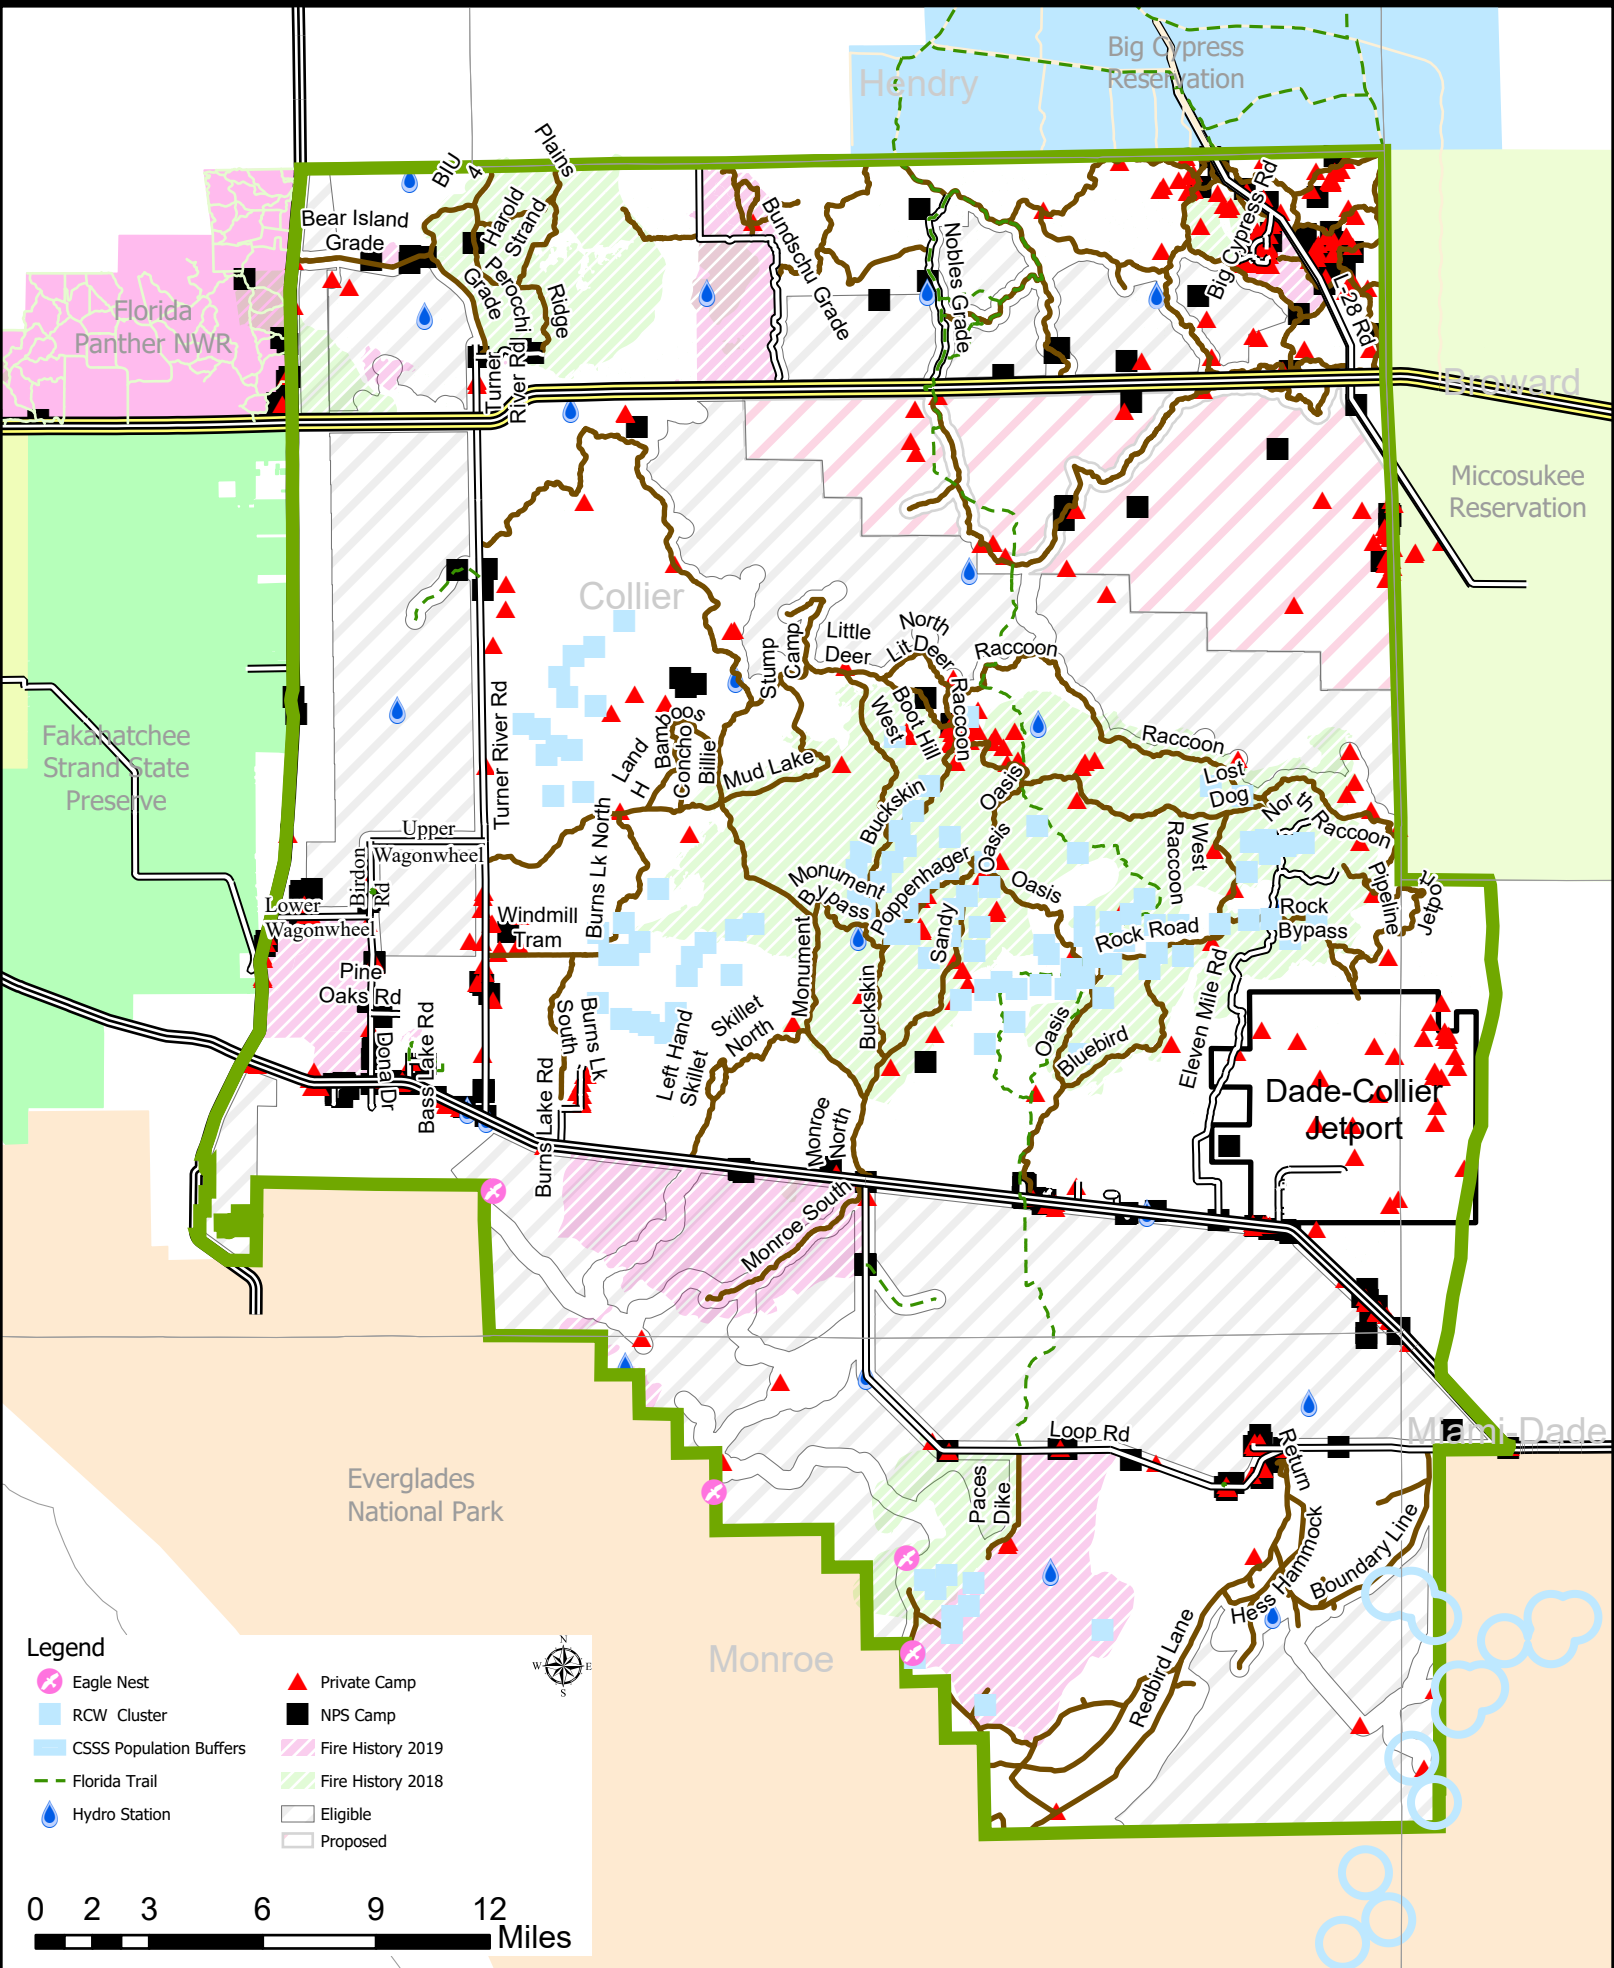 Hendry
Big Cypress
Reservation
BIU
4
Plains
Bear Island
Grade
Harold
Strand
Perocchi
Grade
Ridge
Turner
River Rd
Bundschu Grade
Nobles Grade
Big Cypress Rd
L-28 Rd
Florida
Panther NWR
Broward
Miccosukee
Reservation
Collier
Stump
Camp
Little
Deer
North
Lit Deer
Raccoon
Raccoon
Boot Hill
West
Raccoon
Lost
Dog
North
Raccoon
Fakahatchee
Strand State
Preserve
Turner River Rd
Land
H
Bamboos
Concho
Billie
Mud Lake
Buckskin
Oasis
Oasis
Oasis
West
Raccoon
Pipeline
Jetport
Upper
Wagonwheel
Birdon
Rd
Lower
Wagonwheel
Burns Lk North
Windmill
Tram
Monument
Bypass
Poppenhager
Sandy
Monument
Buckskin
Rock Road
Rock
Bypass
Pine
Oaks Rd
Dona Dr
Bass Lake Rd
South
Burns Lk
Burns Lake Rd
Left Hand
Skillet
Skillet
North
Oasis
Bluebird
Eleven Mile Rd
Dade-Collier
Jetport
Monroe
North
Monroe South
Loop Rd
Miami-Dade
Paces
Dike
Return
Hess Hammock
Boundary Line
Redbird Lane
Everglades
National Park
Monroe
Legend
Eagle Nest
RCW Cluster
CSSS Population Buffers
Florida Trail
Hydro Station
Private Camp
NPS Camp
Fire History 2019
Fire History 2018
Eligible
Proposed
N
W E
S
0 2 3 6 9 12
Miles